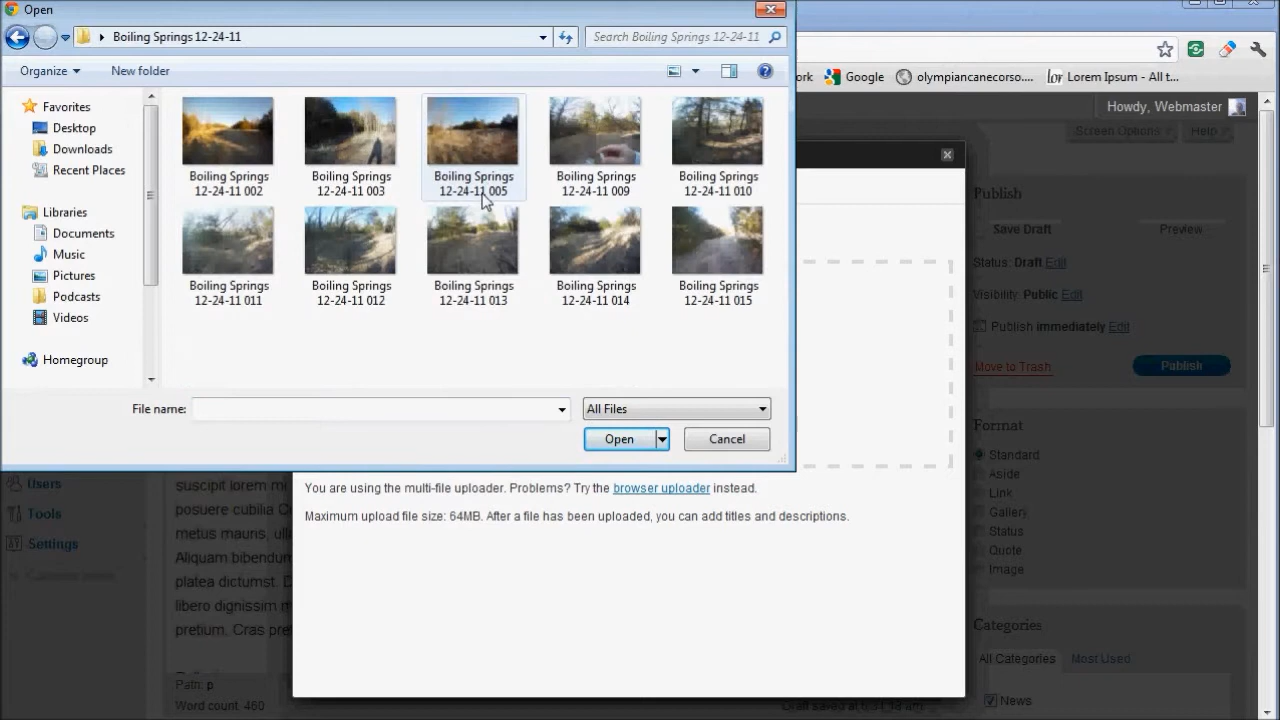 Open
Boiling Springs 12-24-11
Search Boiling Springs 12-24-11
Organize
New folder
Favorites
Desktop
Downloads
Recent Places
Libraries
Documents
Music
Pictures
Podcasts
Videos
Homegroup
Boiling Springs
12-24-11 002
Boiling Springs
12-24-11 003
Boiling Springs
12-24-11 005
Boiling Springs
12-24-11 009
Boiling Springs
12-24-11 010
Boiling Springs
12-24-11 011
Boiling Springs
12-24-11 012
Boiling Springs
12-24-11 013
Boiling Springs
12-24-11 014
Boiling Springs
12-24-11 015
File name:
All Files
Open
Cancel
Google
olympiancanecorso....
lor
Lorem Ipsum - All t...
Howdy, Webmaster
Screen Options
Help
Publish
Save Draft
Preview
Status: Draft Edit
Visibility: Public Edit
Publish immediately Edit
Move to Trash
Publish
Format
Standard
Aside
Link
Gallery
Status
Quote
Image
Categories
All Categories
Most Used
News
You are using the multi-file uploader. Problems? Try the browser uploader instead.
Maximum upload file size: 64MB. After a file has been uploaded, you can add titles and descriptions.
Users
Tools
Settings
suscipit lorem mi
posuere cubilia
metus mauris,
Aliquam bibendum
platea dictumst.
libero dignissim
pretium. Cras
Path: p
Word count: 460
Draft saved at